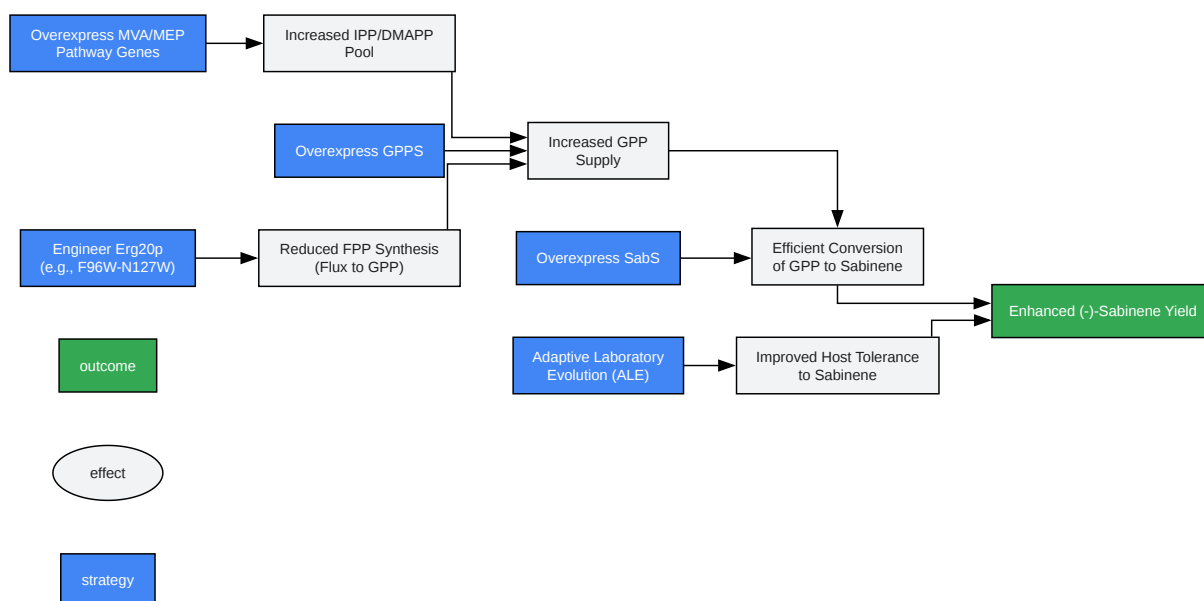 Overexpress MVA/MEP
Pathway Genes
Increased IPP/DMAPP
Pool
Overexpress GPPS
Increased GPP
Supply
Engineer Erg20p
(e.g., F96W-N127W)
Reduced FPP Synthesis
(Flux to GPP)
Overexpress SabS
Efficient Conversion
of GPP to Sabinene
Enhanced (-)-Sabinene Yield
Adaptive Laboratory
Evolution (ALE)
Improved Host Tolerance
to Sabinene
outcome
effect
strategy